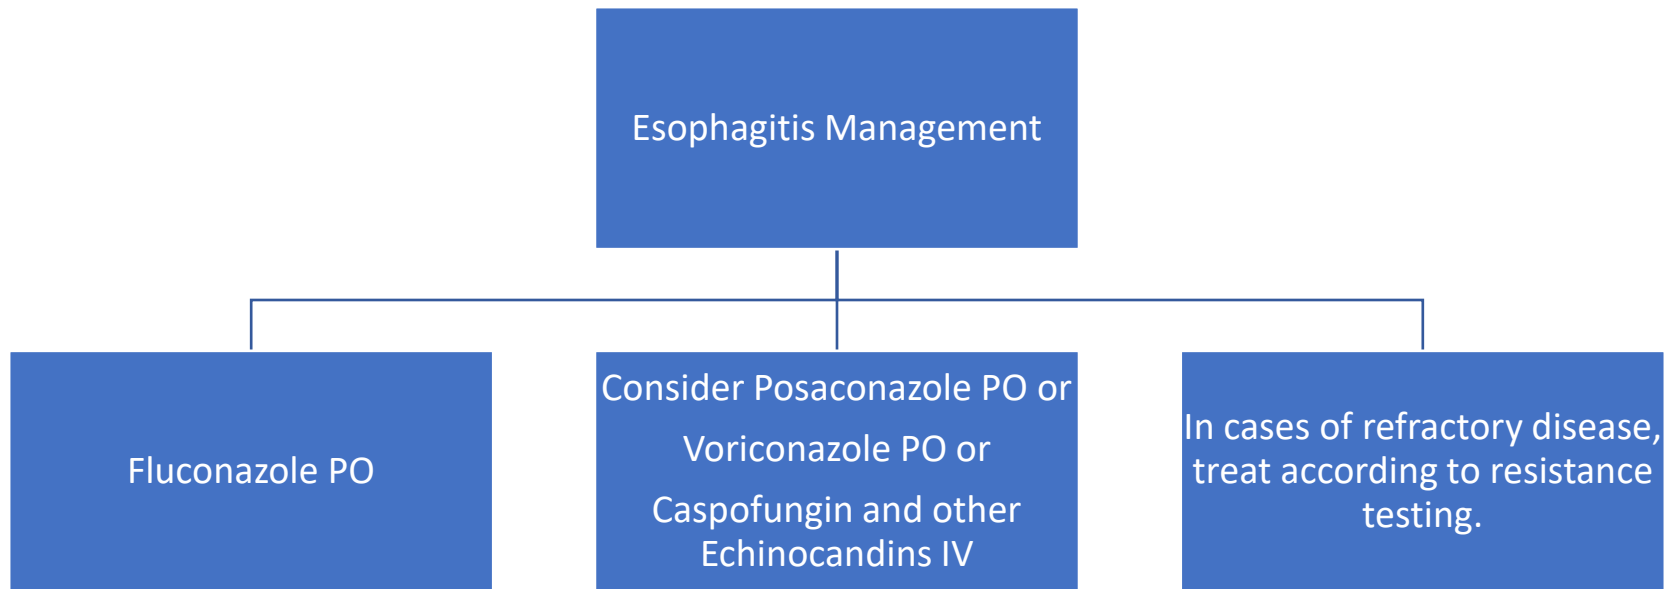 Esophagitis Management
Fluconazole PO
Consider Posaconazole PO or
Voriconazole PO or
Caspofungin and other
Echinocandins IV
In cases of refractory disease,
treat according to resistance
testing.